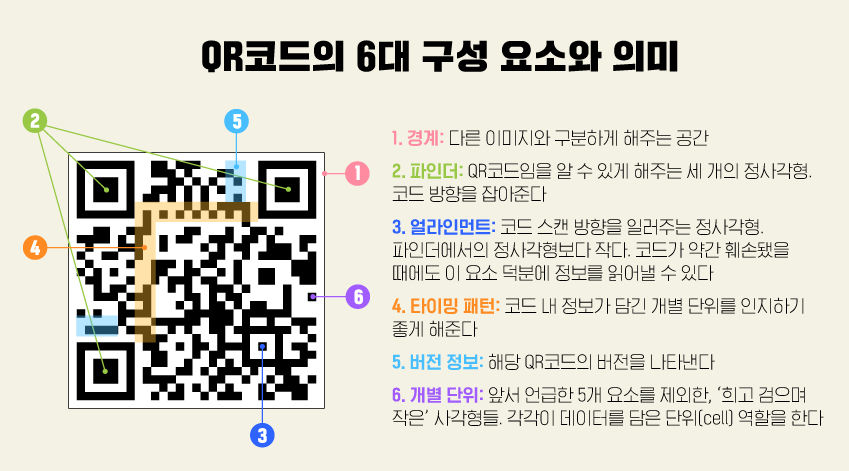 QR코드의 6대 구성 요소와 의미
2
5
1
4
6
3
1. 경계: 다른 이미지와 구분하게 해주는 공간
2. 파인더: QR코드임을 알 수 있게 해주는 세 개의 정사각형.
코드 방향을 잡아준다
3. 얼라인먼트: 코드 스캔 방향을 일러주는 정사각형.
파인더에서의 정사각형보다 작다. 코드가 약간 훼손됐을
때에도 이 요소 덕분에 정보를 읽어낼 수 있다
4. 타이밍 패턴: 코드 내 정보가 담긴 개별 단위를 인지하기
좋게 해준다
5. 버전 정보: 해당 QR코드의 버전을 나타낸다
6. 개별 단위: 앞서 언급한 5개 요소를 제외한, ‘희고 검으며
작은’ 사각형들. 각각이 데이터를 담은 단위(cell) 역할을 한다